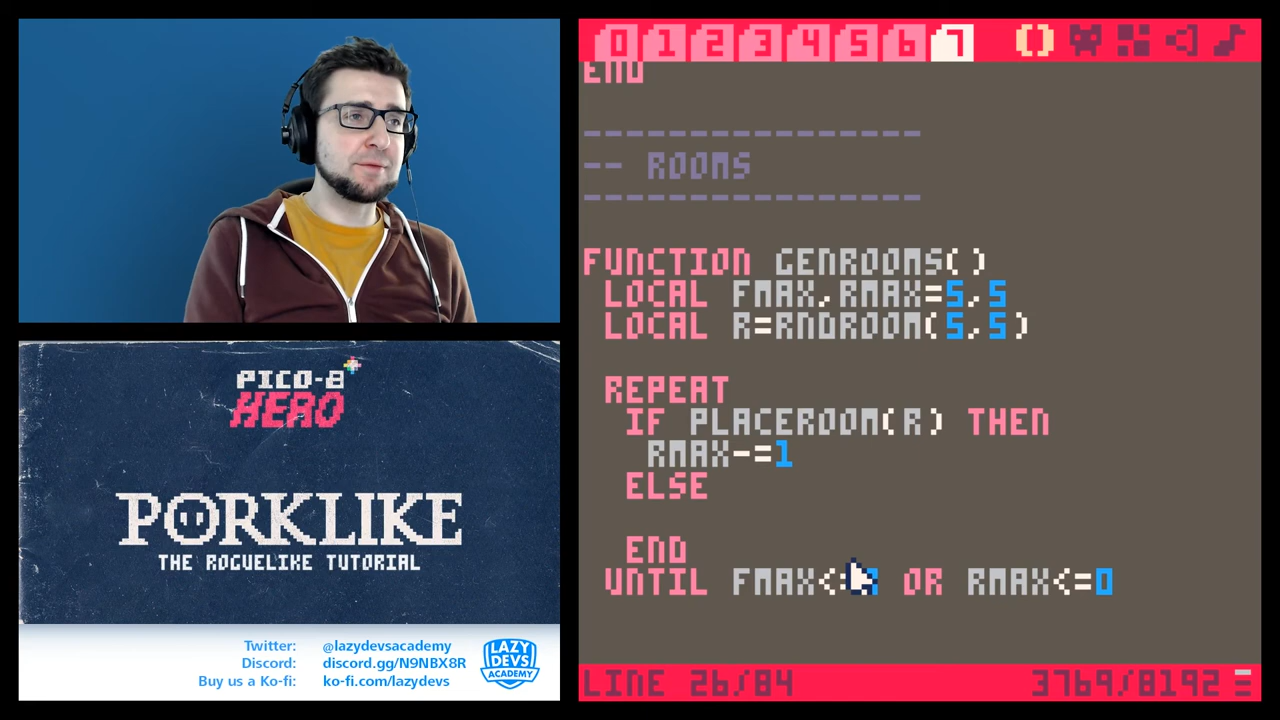 0 1 2 3 4 5 6 7 ()
END
----------------
-- ROOMS
----------------
FUNCTION GENROOMS()
LOCAL FMAX,RMAX=5,5
LOCAL R=RNDROOM(5,5)
REPEAT
IF PLACEROOM(R) THEN
RMAX-=1
ELSE
END
UNTIL FMAX<= OR RMAX<=0
LINE 26/84 3769/8192
PICO-8
HERO
PORKLIKE
THE ROGUELIKE TUTORIAL
Twitter: @lazydevsacademy
Discord: discord.gg/N9NBX8R
Buy us a Ko-fi: ko-fi.com/lazydevs
LAZY
DEVS
ACADEMY